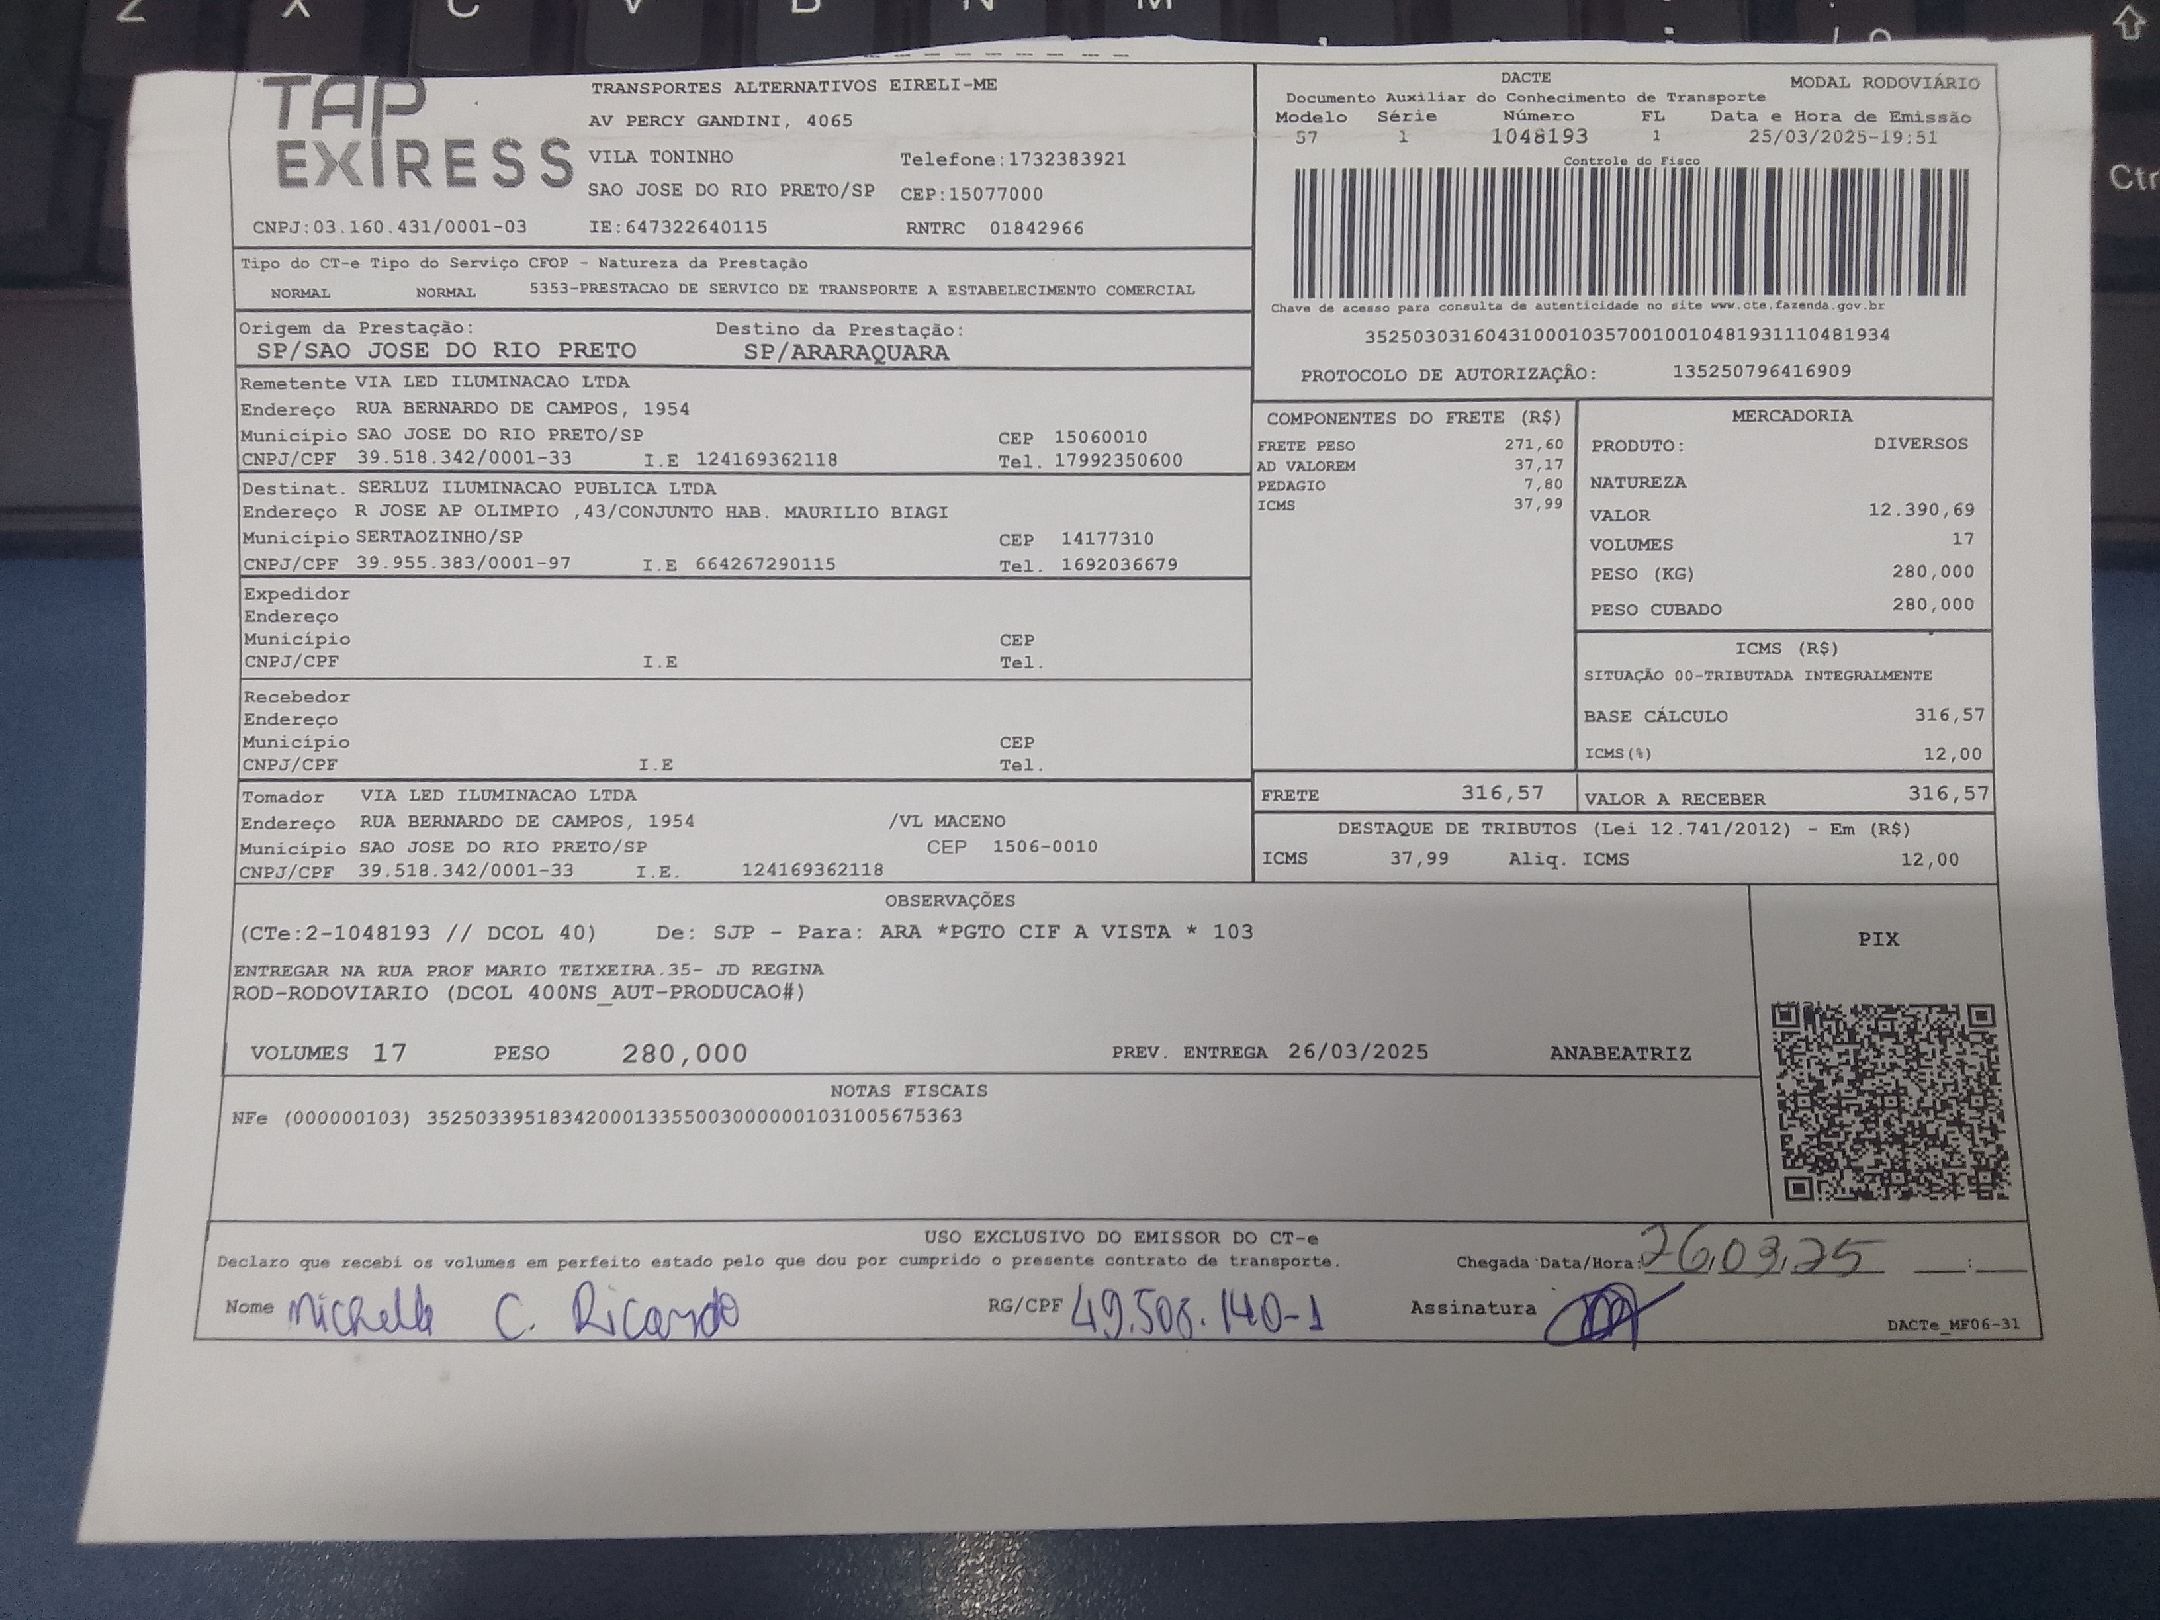 Z X C V B N M
Ctr
TAP
EXIRESS
TRANSPORTES ALTERNATIVOS EIRELI-ME
AV PERCY GANDINI, 4065
VILA TONINHO Telefone:1732383921
SAO JOSE DO RIO PRETO/SP CEP:15077000
CNPJ:03.160.431/0001-03 IE:647322640115 RNTRC 01842966
DACTE MODAL RODOVIÁRIO
Documento Auxiliar do Conhecimento de Transporte
Modelo Série Número FL Data e Hora de Emissão
57 1 1048193 1 25/03/2025-19:51
Controle do Fisco
Chave de acesso para consulta de autenticidade no site www.cte.fazenda.gov.br
35250303160431000103570010010481931110481934
PROTOCOLO DE AUTORIZAÇÂO: 135250796416909
Tipo do CT-e Tipo do Serviço CFOP - Natureza da Prestação
NORMAL NORMAL 5353-PRESTACAO DE SERVICO DE TRANSPORTE A ESTABELECIMENTO COMERCIAL
Origem da Prestação: Destino da Prestação:
SP/SAO JOSE DO RIO PRETO SP/ARARAQUARA
Remetente VIA LED ILUMINACAO LTDA
Endereço RUA BERNARDO DE CAMPOS, 1954
Município SAO JOSE DO RIO PRETO/SP CEP 15060010
CNPJ/CPF 39.518.342/0001-33 I.E 124169362118 Tel. 17992350600
Destinat. SERLUZ ILUMINACAO PUBLICA LTDA
Endereço R JOSE AP OLIMPIO ,43/CONJUNTO HAB. MAURILIO BIAGI
Município SERTAOZINHO/SP CEP 14177310
CNPJ/CPF 39.955.383/0001-97 I.E 664267290115 Tel. 1692036679
Expedidor
Endereço
Município CEP
CNPJ/CPF I.E Tel.
Recebedor
Endereço
Município CEP
CNPJ/CPF I.E Tel.
Tomador VIA LED ILUMINACAO LTDA
Endereço RUA BERNARDO DE CAMPOS, 1954 /VL MACENO
Município SAO JOSE DO RIO PRETO/SP CEP 1506-0010
CNPJ/CPF 39.518.342/0001-33 I.E. 124169362118
COMPONENTES DO FRETE (R$)
FRETE PESO 271,60
AD VALOREM 37,17
PEDAGIO 7,80
ICMS 37,99
MERCADORIA
PRODUTO: DIVERSOS
NATUREZA
VALOR 12.390,69
VOLUMES 17
PESO (KG) 280,000
PESO CUBADO 280,000
ICMS (R$)
SITUAÇÃO 00-TRIBUTADA INTEGRALMENTE
BASE CÁLCULO 316,57
ICMS(%) 12,00
FRETE 316,57 VALOR A RECEBER 316,57
DESTAQUE DE TRIBUTOS (Lei 12.741/2012) - Em (R$)
ICMS 37,99 Aliq. ICMS 12,00
OBSERVAÇÕES
(CTe:2-1048193 // DCOL 40) De: SJP - Para: ARA *PGTO CIF A VISTA * 103
ENTREGAR NA RUA PROF MARIO TEIXEIRA.35- JD REGINA
ROD-RODOVIARIO (DCOL 400NS_AUT-PRODUCAO#)
VOLUMES 17 PESO 280,000 PREV. ENTREGA 26/03/2025 ANABEATRIZ
PIX
NOTAS FISCAIS
NFe (000000103) 35250339518342000133550030000001031005675363
USO EXCLUSIVO DO EMISSOR DO CT-e
Declaro que recebi os volumes em perfeito estado pelo que dou por cumprido o presente contrato de transporte. Chegada Data/Hora: 26,03,25 __:__
Nome Michelle C. Ricardo RG/CPF 49.508.140-1 Assinatura
DACTe_MF06-31